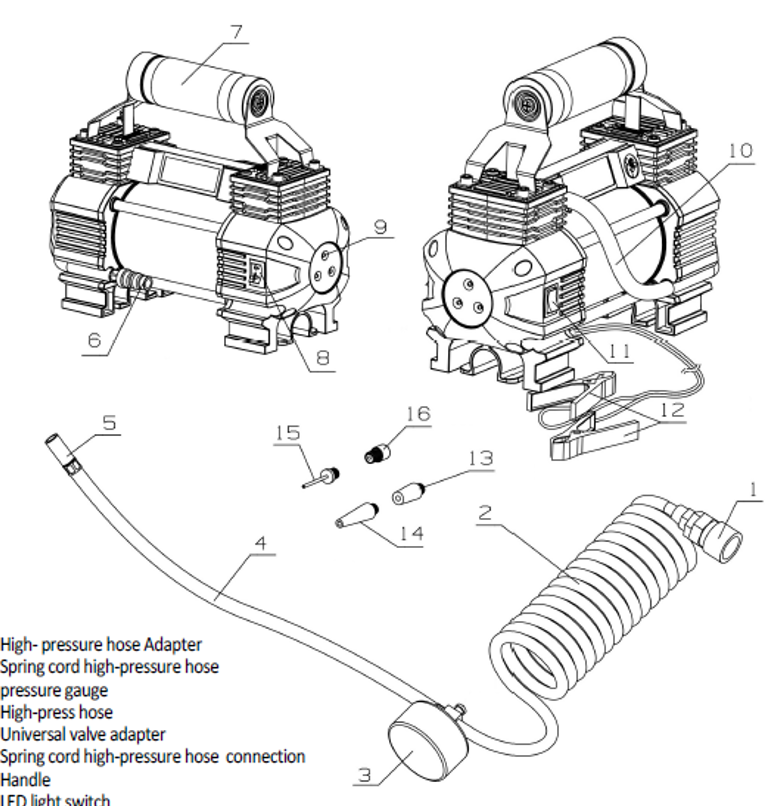 7
10
9
6
8
11
12
5
16
15
13
14
1
2
4
3
High- pressure hose Adapter
Spring cord high-pressure hose
pressure gauge
High-press hose
Universal valve adapter
Spring cord high-pressure hose connection
Handle
LED light switch